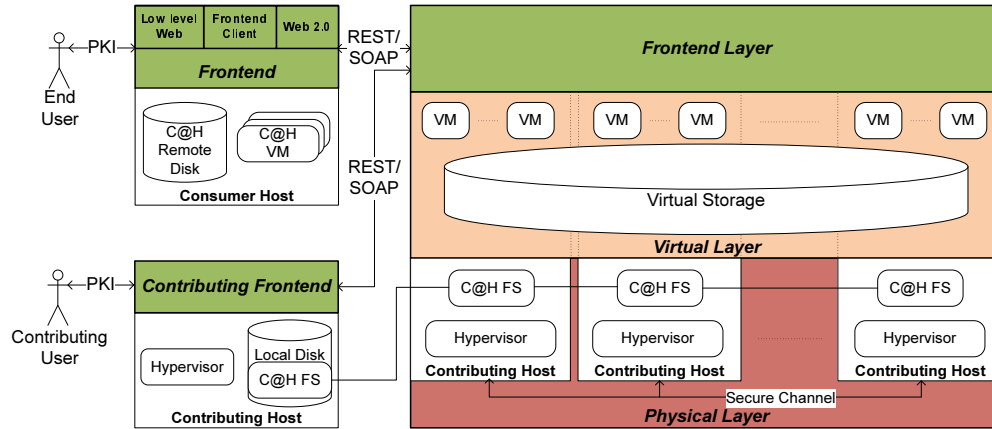 Low level
Web
Frontend
Client
Web 2.0
Frontend
PKI
End
User
C@H
Remote
Disk
C@H
VM
Consumer Host
REST/
SOAP
REST/
SOAP
PKI
Contributing
User
Contributing Frontend
Hypervisor
Local Disk
C@H FS
Contributing Host
Frontend Layer
VM
VM
VM
VM
VM
VM
Virtual Storage
Virtual Layer
C@H FS
C@H FS
C@H FS
Hypervisor
Hypervisor
Hypervisor
Contributing Host
Contributing Host
Contributing Host
Secure Channel
Physical Layer